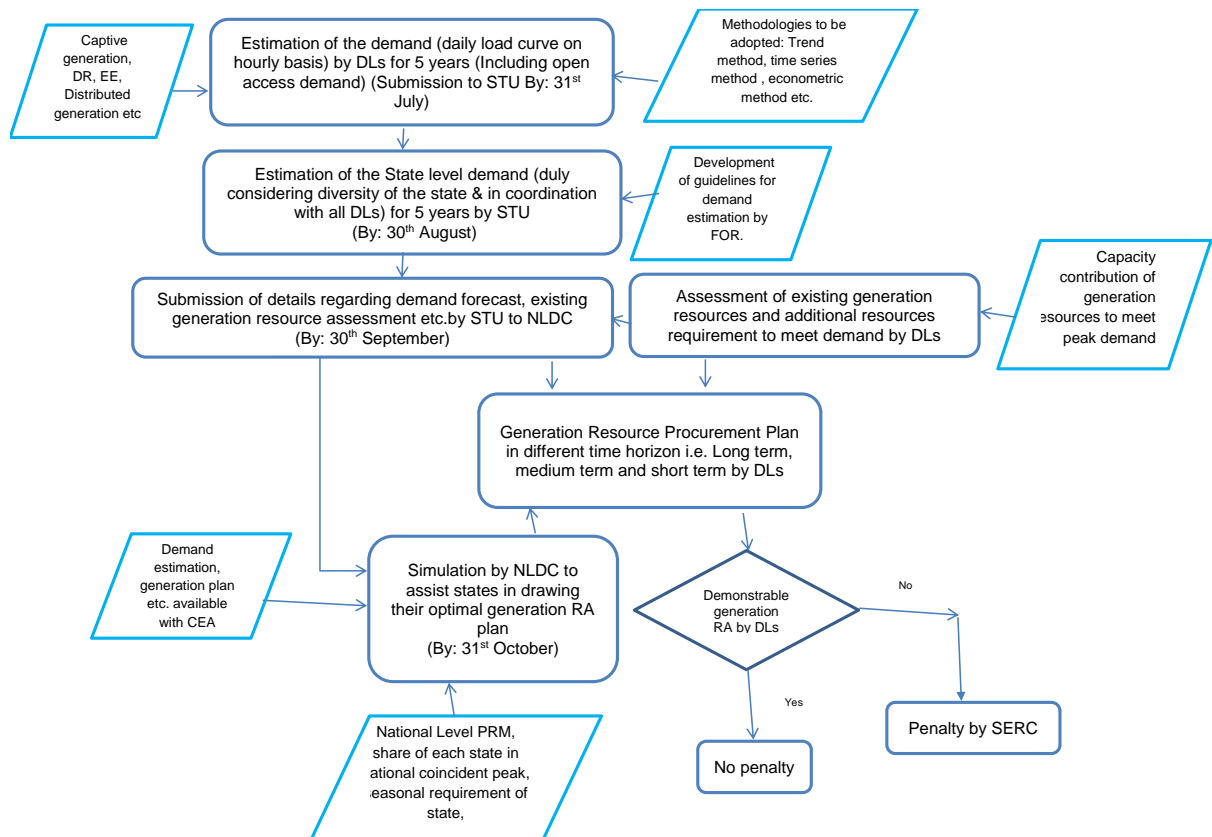 Captive
generation,
DR, EE,
Distributed
generation etc
Estimation of the demand (daily load curve on
hourly basis) by DLs for 5 years (Including open
access demand) (Submission to STU By: 31st
July)
Methodologies to be
adopted: Trend
method, time series
method , econometric
method etc.
Estimation of the State level demand (duly
considering diversity of the state & in coordination
with all DLs) for 5 years by STU
(By: 30th August)
Development
of guidelines for
demand
estimation by
FOR.
Submission of details regarding demand forecast, existing
generation resource assessment etc.by STU to NLDC
(By: 30th September)
Assessment of existing generation
resources and additional resources
requirement to meet demand by DLs
Capacity
contribution of
generation
esources to meet
peak demand
Generation Resource Procurement Plan
in different time horizon i.e. Long term,
medium term and short term by DLs
Demand
estimation,
generation plan
etc. available
with CEA
Simulation by NLDC to
assist states in drawing
their optimal generation RA
plan
(By: 31st October)
Demonstrable
generation
RA by DLs
No
Yes
Penalty by SERC
No penalty
National Level PRM,
share of each state in
ational coincident peak,
easonal requirement of
state,